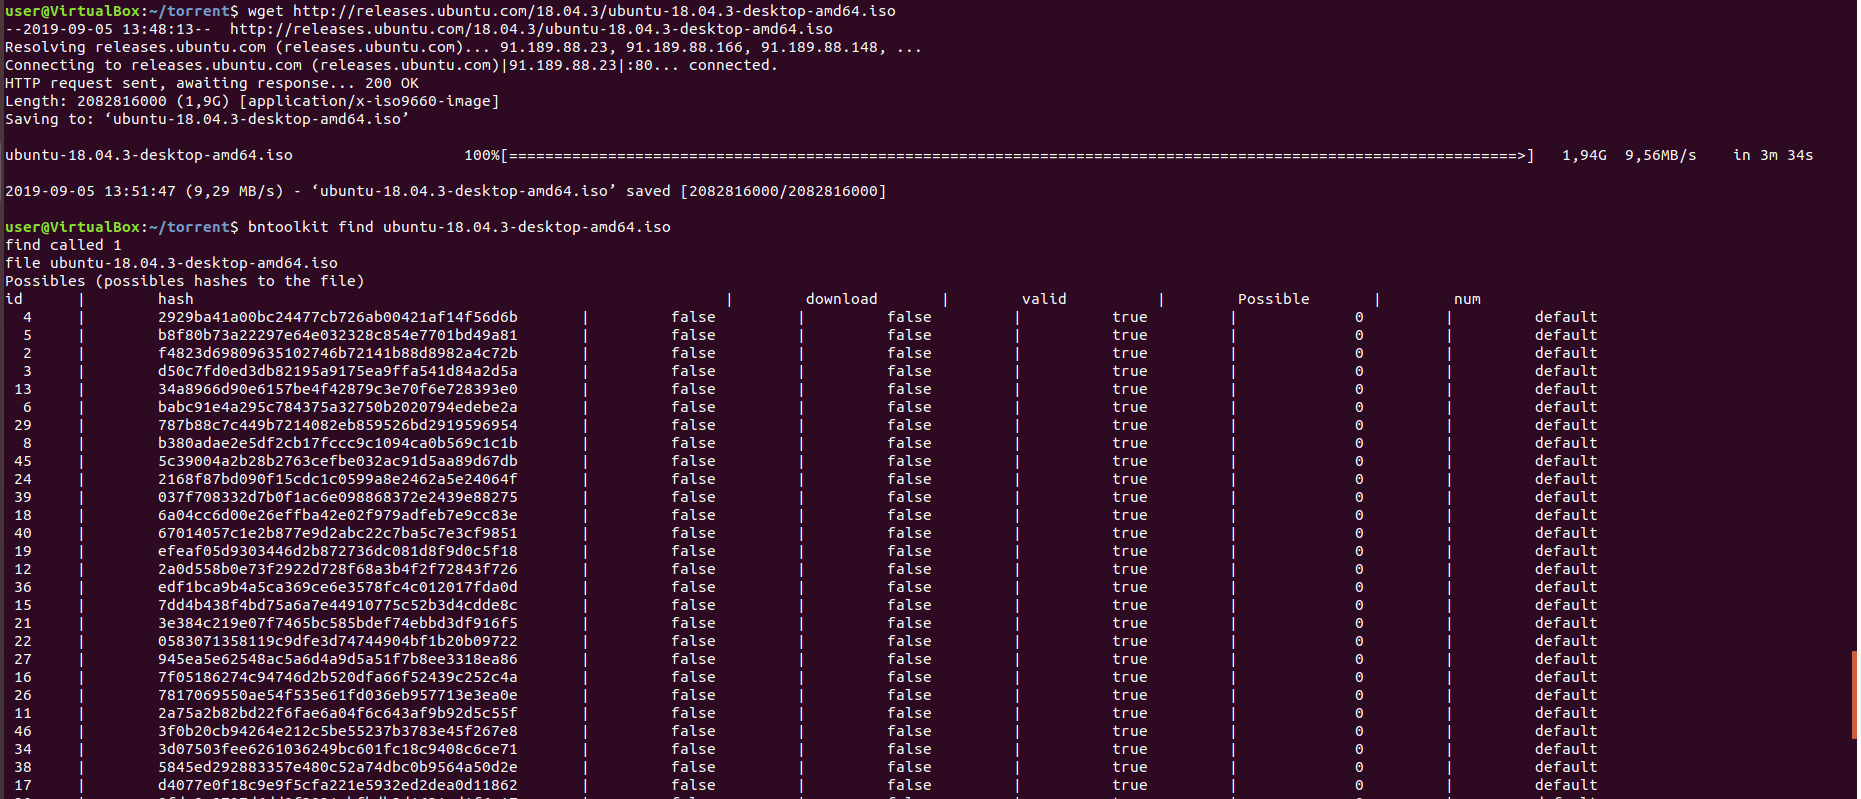 user@VirtualBox:~/torrent$ wget http://releases.ubuntu.com/18.04.3/ubuntu-18.04.3-desktop-amd64.iso
--2019-09-05 13:48:13--  http://releases.ubuntu.com/18.04.3/ubuntu-18.04.3-desktop-amd64.iso
Resolving releases.ubuntu.com (releases.ubuntu.com)... 91.189.88.23, 91.189.88.166, 91.189.88.148, ...
Connecting to releases.ubuntu.com (releases.ubuntu.com)|91.189.88.23|:80... connected.
HTTP request sent, awaiting response... 200 OK
Length: 2082816000 (1,9G) [application/x-iso9660-image]
Saving to: ‘ubuntu-18.04.3-desktop-amd64.iso’
ubuntu-18.04.3-desktop-amd64.iso 100%[================================================================================================================>] 1,94G 9,56MB/s in 3m 34s
2019-09-05 13:51:47 (9,29 MB/s) - ‘ubuntu-18.04.3-desktop-amd64.iso’ saved [2082816000/2082816000]
user@VirtualBox:~/torrent$ bntoolkit find ubuntu-18.04.3-desktop-amd64.iso
find called 1
file ubuntu-18.04.3-desktop-amd64.iso
Possibles (possibles hashes to the file)
id | hash | download | valid | Possible | num
4 | 2929ba41a00bc24477cb726ab00421af14f56d6b | false | false | true | 0 | default
5 | b8f80b73a22297e64e032328c854e7701bd49a81 | false | false | true | 0 | default
2 | f4823d69809635102746b72141b88d8982a4c72b | false | false | true | 0 | default
3 | d50c7fd0ed3db82195a9175ea9ffa541d84a2d5a | false | false | true | 0 | default
13 | 34a8966d90e6157be4f42879c3e70f6e728393e0 | false | false | true | 0 | default
6 | babc91e4a295c784375a32750b2020794edebe2a | false | false | true | 0 | default
29 | 787b88c7c449b7214082eb859526bd2919596954 | false | false | true | 0 | default
8 | b380adae2e5df2cb17fccc9c1094ca0b569c1c1b | false | false | true | 0 | default
45 | 5c39004a2b28b2763cefbe032ac91d5aa89d67db | false | false | true | 0 | default
24 | 2168f87bd090f15cdc1c0599a8e2462a5e24064f | false | false | true | 0 | default
39 | 037f708332d7b0f1ac6e098868372e2439e88275 | false | false | true | 0 | default
18 | 6a04cc6d00e26effba42e02f979adfeb7e9cc83e | false | false | true | 0 | default
40 | 67014057c1e2b877e9d2abc22c7ba5c7e3cf9851 | false | false | true | 0 | default
19 | efeaf05d9303446d2b872736dc081d8f9d0c5f18 | false | false | true | 0 | default
12 | 2a0d558b0e73f2922d728f68a3b4f2f72843f726 | false | false | true | 0 | default
36 | edf1bca9b4a5ca369ce6e3578fc4c012017fda0d | false | false | true | 0 | default
15 | 7dd4b438f4bd75a6a7e44910775c52b3d4cdde8c | false | false | true | 0 | default
21 | 3e384c219e07f7465bc585bdef74ebbd3df916f5 | false | false | true | 0 | default
22 | 0583071358119c9dfe3d74744904bf1b20b09722 | false | false | true | 0 | default
27 | 945ea5e62548ac5a6d4a9d5a51f7b8ee3318ea86 | false | false | true | 0 | default
16 | 7f05186274c94746d2b520dfa66f52439c252c4a | false | false | true | 0 | default
26 | 7817069550ae54f535e61fd036eb957713e3ea0e | false | false | true | 0 | default
11 | 2a75a2b82bd22f6fae6a04f6c643af9b92d5c55f | false | false | true | 0 | default
46 | 3f0b20cb94264e212c5be55237b3783e45f267e8 | false | false | true | 0 | default
34 | 3d07503fee6261036249bc601fc18c9408c6ce71 | false | false | true | 0 | default
38 | 5845ed292883357e480c52a74dbc0b9564a50d2e | false | false | true | 0 | default
17 | d4077e0f18c9e9f5cfa221e5932ed2dea0d11862 | false | false | true | 0 | default